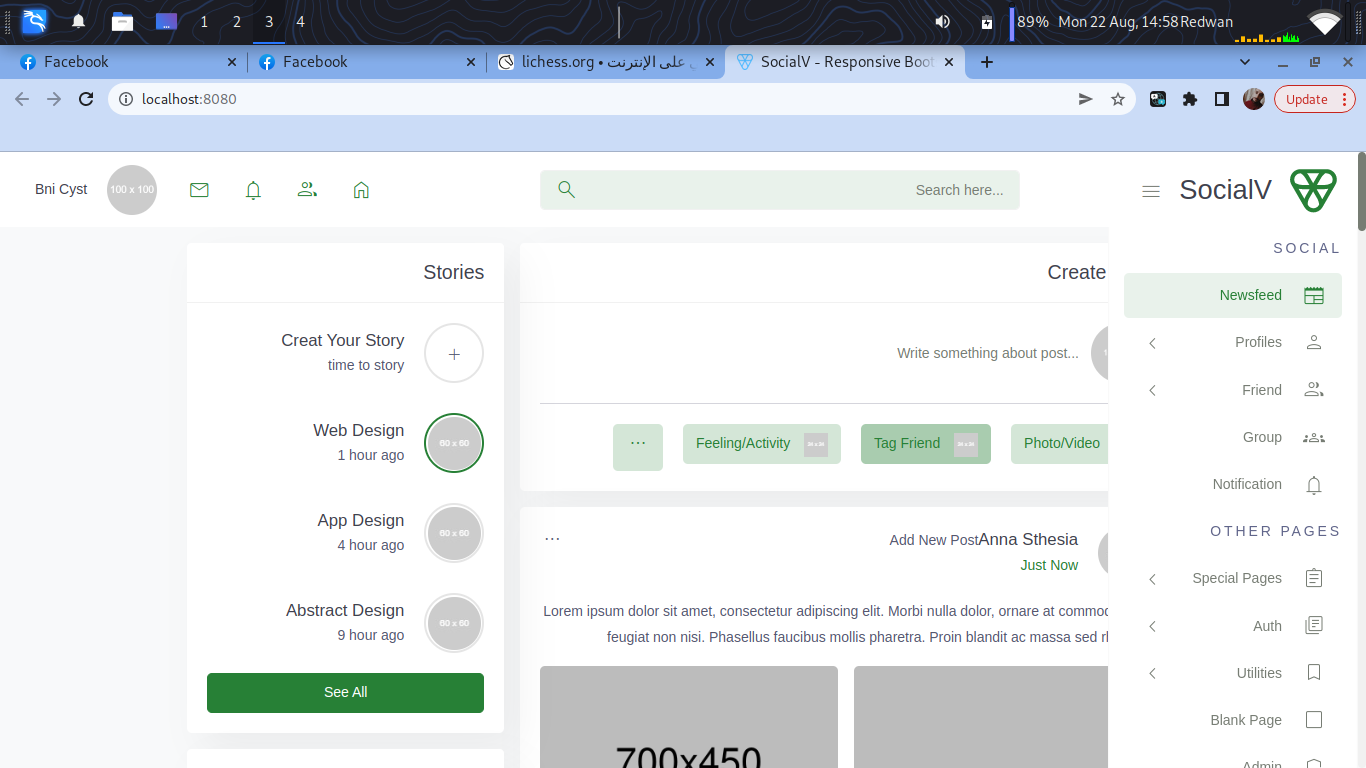 1 2 3 4
89% Mon 22 Aug, 14:58 Redwan
Facebook
Facebook
lichess.org • ي على الإنترنت
SocialV - Responsive Boot
localhost:8080
Update
Bni Cyst
100 x 100
Search here...
SocialV
Stories
Creat Your Story
time to story
+
Web Design
1 hour ago
60 x 60
App Design
4 hour ago
60 x 60
Abstract Design
9 hour ago
60 x 60
See All
Create
Write something about post...
...
Feeling/Activity
Tag Friend
Photo/Video
...
Add New Post Anna Sthesia
Just Now
Lorem ipsum dolor sit amet, consectetur adipiscing elit. Morbi nulla dolor, ornare at commod
feugiat non nisi. Phasellus faucibus mollis pharetra. Proin blandit ac massa sed
700x450
SOCIAL
Newsfeed
Profiles
Friend
Group
Notification
OTHER PAGES
Special Pages
Auth
Utilities
Blank Page
Admin